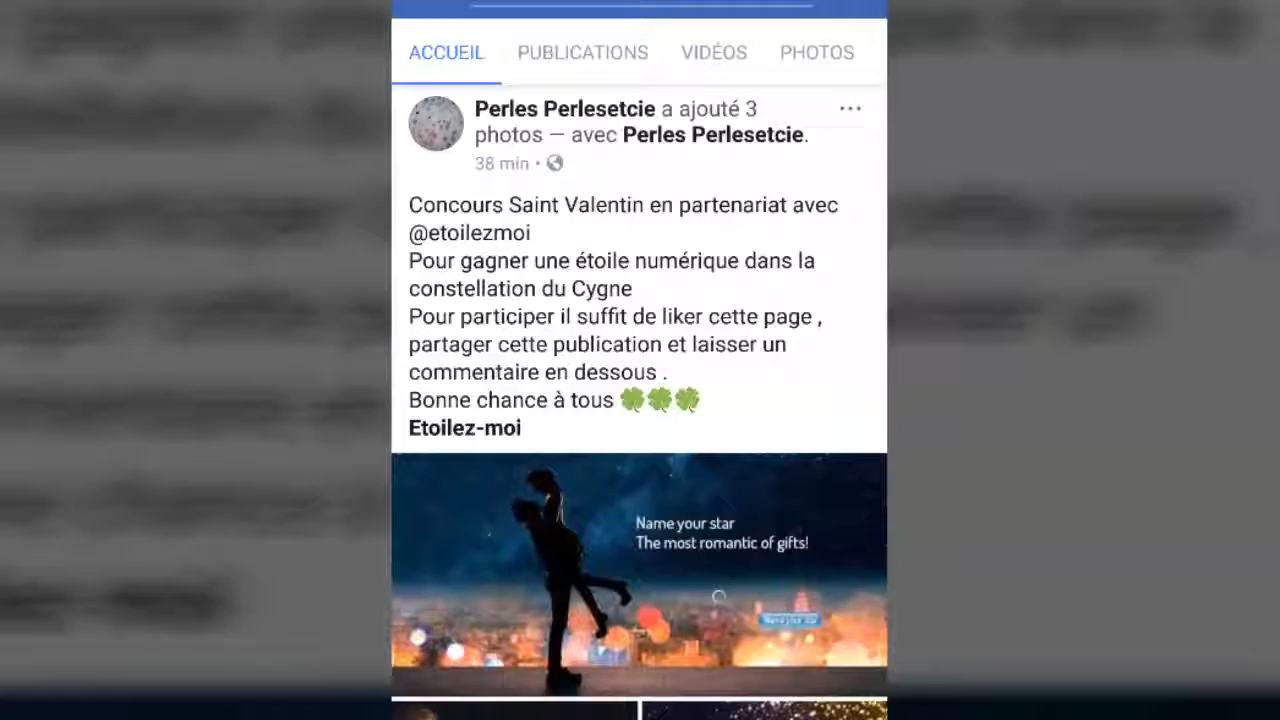 ACCUEIL PUBLICATIONS VIDÉOS PHOTOS
Perles Perlesetcie a ajouté 3
photos — avec Perles Perlesetcie.
38 min
Concours Saint Valentin en partenariat avec
@etoilezmoi
Pour gagner une étoile numérique dans la
constellation du Cygne
Pour participer il suffit de liker cette page ,
partager cette publication et laisser un
commentaire en dessous .
Bonne chance à tous 🍀🍀🍀
Etoilez-moi
Name your star
The most romantic of gifts!